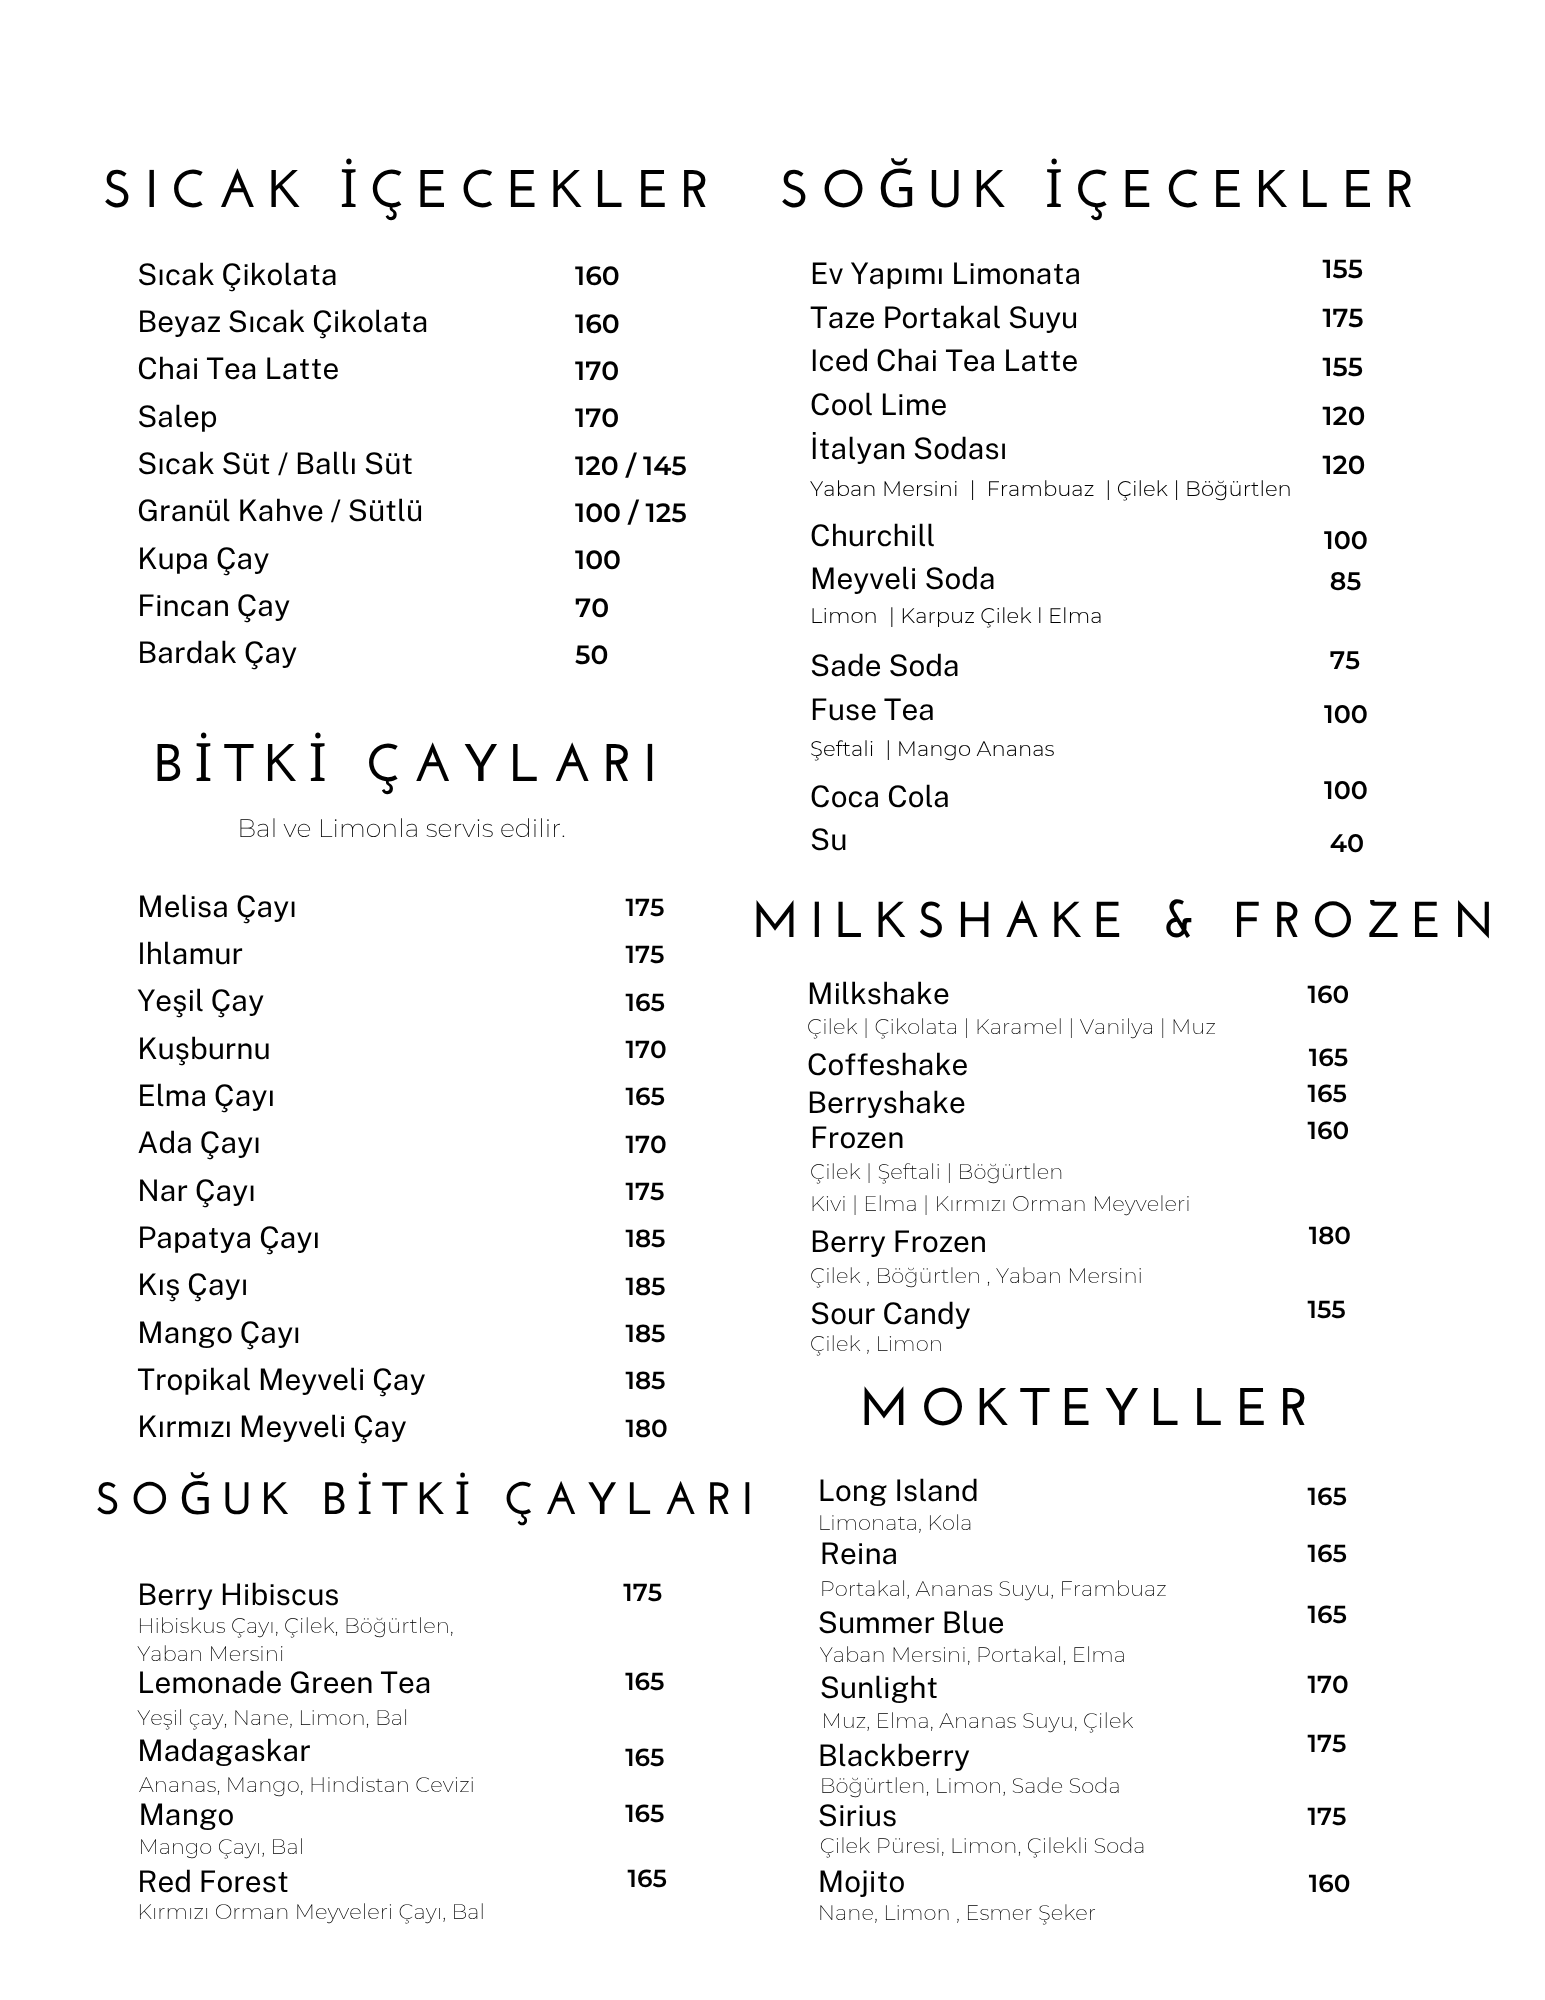 SICAK İÇECEKLER
Sıcak Çikolata 160
Beyaz Sıcak Çikolata 160
Chai Tea Latte 170
Salep 170
Sıcak Süt / Ballı Süt 120 / 145
Granül Kahve / Sütlü 100 / 125
Kupa Çay 100
Fincan Çay 70
Bardak Çay 50
BİTKİ ÇAYLARI
Bal ve Limonla servis edilir.
Melisa Çayı 175
Ihlamur 175
Yeşil Çay 165
Kuşburnu 170
Elma Çayı 165
Ada Çayı 170
Nar Çayı 175
Papatya Çayı 185
Kış Çayı 185
Mango Çayı 185
Tropikal Meyveli Çay 185
Kırmızı Meyveli Çay 180
SOĞUK BİTKİ ÇAYLARI
Berry Hibiscus 175
Hibiskus Çayı, Çilek, Böğürtlen,
Yaban Mersini
Lemonade Green Tea 165
Yeşil çay, Nane, Limon, Bal
Madagaskar 165
Ananas, Mango, Hindistan Cevizi
Mango 165
Mango Çayı, Bal
Red Forest 165
Kırmızı Orman Meyveleri Çayı, Bal
SOĞUK İÇECEKLER
Ev Yapımı Limonata 155
Taze Portakal Suyu 175
Iced Chai Tea Latte 155
Cool Lime 120
İtalyan Sodası 120
Yaban Mersini | Frambuaz | Çilek | Böğürtlen
Churchill 100
Meyveli Soda 85
Limon | Karpuz Çilek l Elma
Sade Soda 75
Fuse Tea 100
Şeftali | Mango Ananas
Coca Cola 100
Su 40
MILKSHAKE & FROZEN
Milkshake 160
Çilek | Çikolata | Karamel | Vanilya | Muz
Coffeshake 165
Berryshake 165
Frozen 160
Çilek | Şeftali | Böğürtlen
Kivi | Elma | Kırmızı Orman Meyveleri
Berry Frozen 180
Çilek , Böğürtlen , Yaban Mersini
Sour Candy 155
Çilek , Limon
MOKTEYLLER
Long Island 165
Limonata, Kola
Reina 165
Portakal, Ananas Suyu, Frambuaz
Summer Blue 165
Yaban Mersini, Portakal, Elma
Sunlight 170
Muz, Elma, Ananas Suyu, Çilek
Blackberry 175
Böğürtlen, Limon, Sade Soda
Sirius 175
Çilek Püresi, Limon, Çilekli Soda
Mojito 160
Nane, Limon , Esmer Şeker